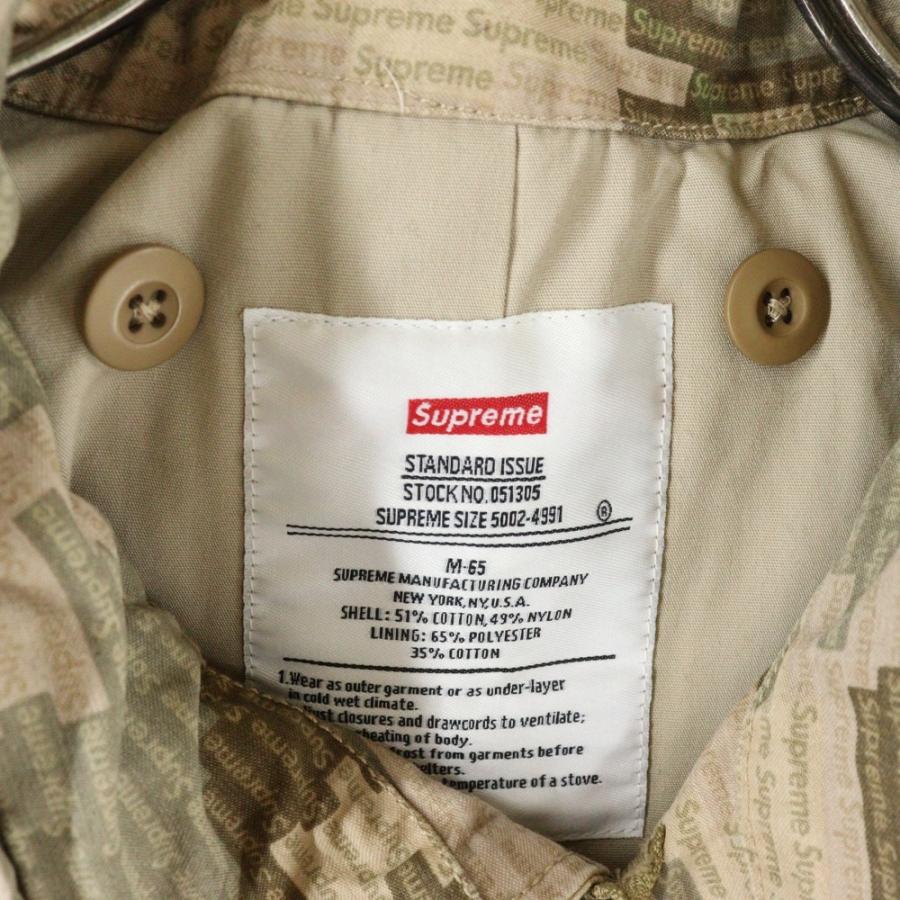 Supreme
STANDARD ISSUE
STOCK NO. 051305
SUPREME SIZE 5002-4991 ®
M-65
SUPREME MANUFACTURING COMPANY
NEW YORK, NY, U.S.A.
SHELL: 51% COTTON, 49% NYLON
LINING: 65% POLYESTER
35% COTTON
1. Wear as outer garment or as under-layer
in cold wet climate.
closures and drawcords to ventilate;
of body.
frost from garments before
temperature of a stove.